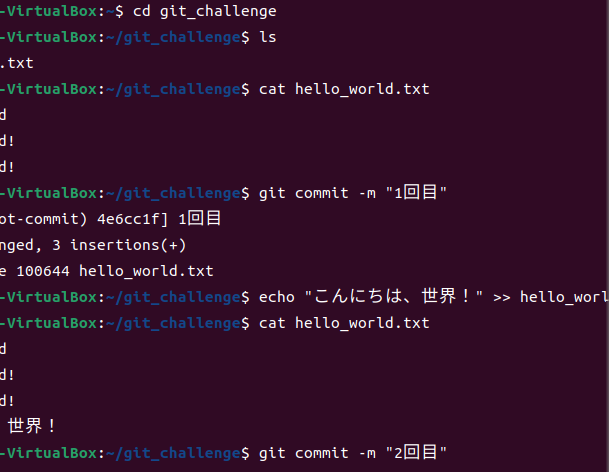 -VirtualBox:~$ cd git_challenge
-VirtualBox:~/git_challenge$ ls
.txt
-VirtualBox:~/git_challenge$ cat hello_world.txt
d
d!
d!
-VirtualBox:~/git_challenge$ git commit -m "1回目"
ot-commit) 4e6cc1f] 1回目
nged, 3 insertions(+)
e 100644 hello_world.txt
-VirtualBox:~/git_challenge$ echo "こんにちは、世界！" >> hello_worl
-VirtualBox:~/git_challenge$ cat hello_world.txt
d
d!
d!
世界！
-VirtualBox:~/git_challenge$ git commit -m "2回目"